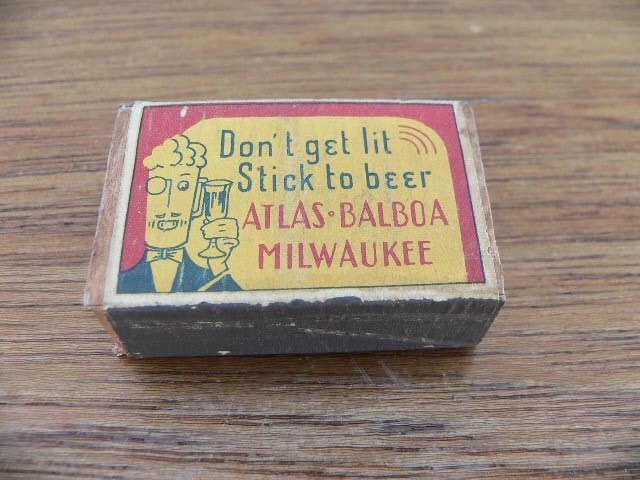 Don't get lit
Stick to beer
ATLAS·BALBOA
MILWAUKEE